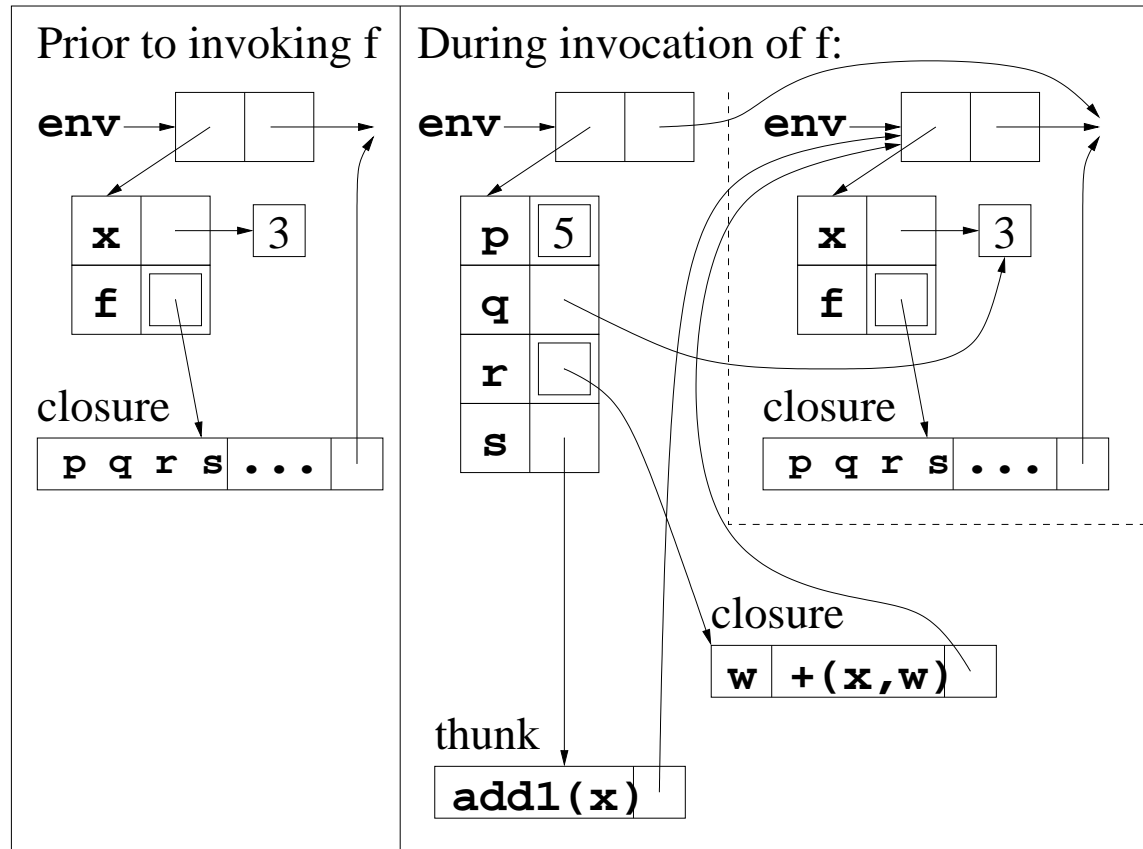 Prior to invoking f
env
x
3
f
closure
p q r s ...
During invocation of f:
env
p 5
q
r
s
env
x
3
f
closure
p q r s ...
closure
w +(x,w)
thunk
add1(x)